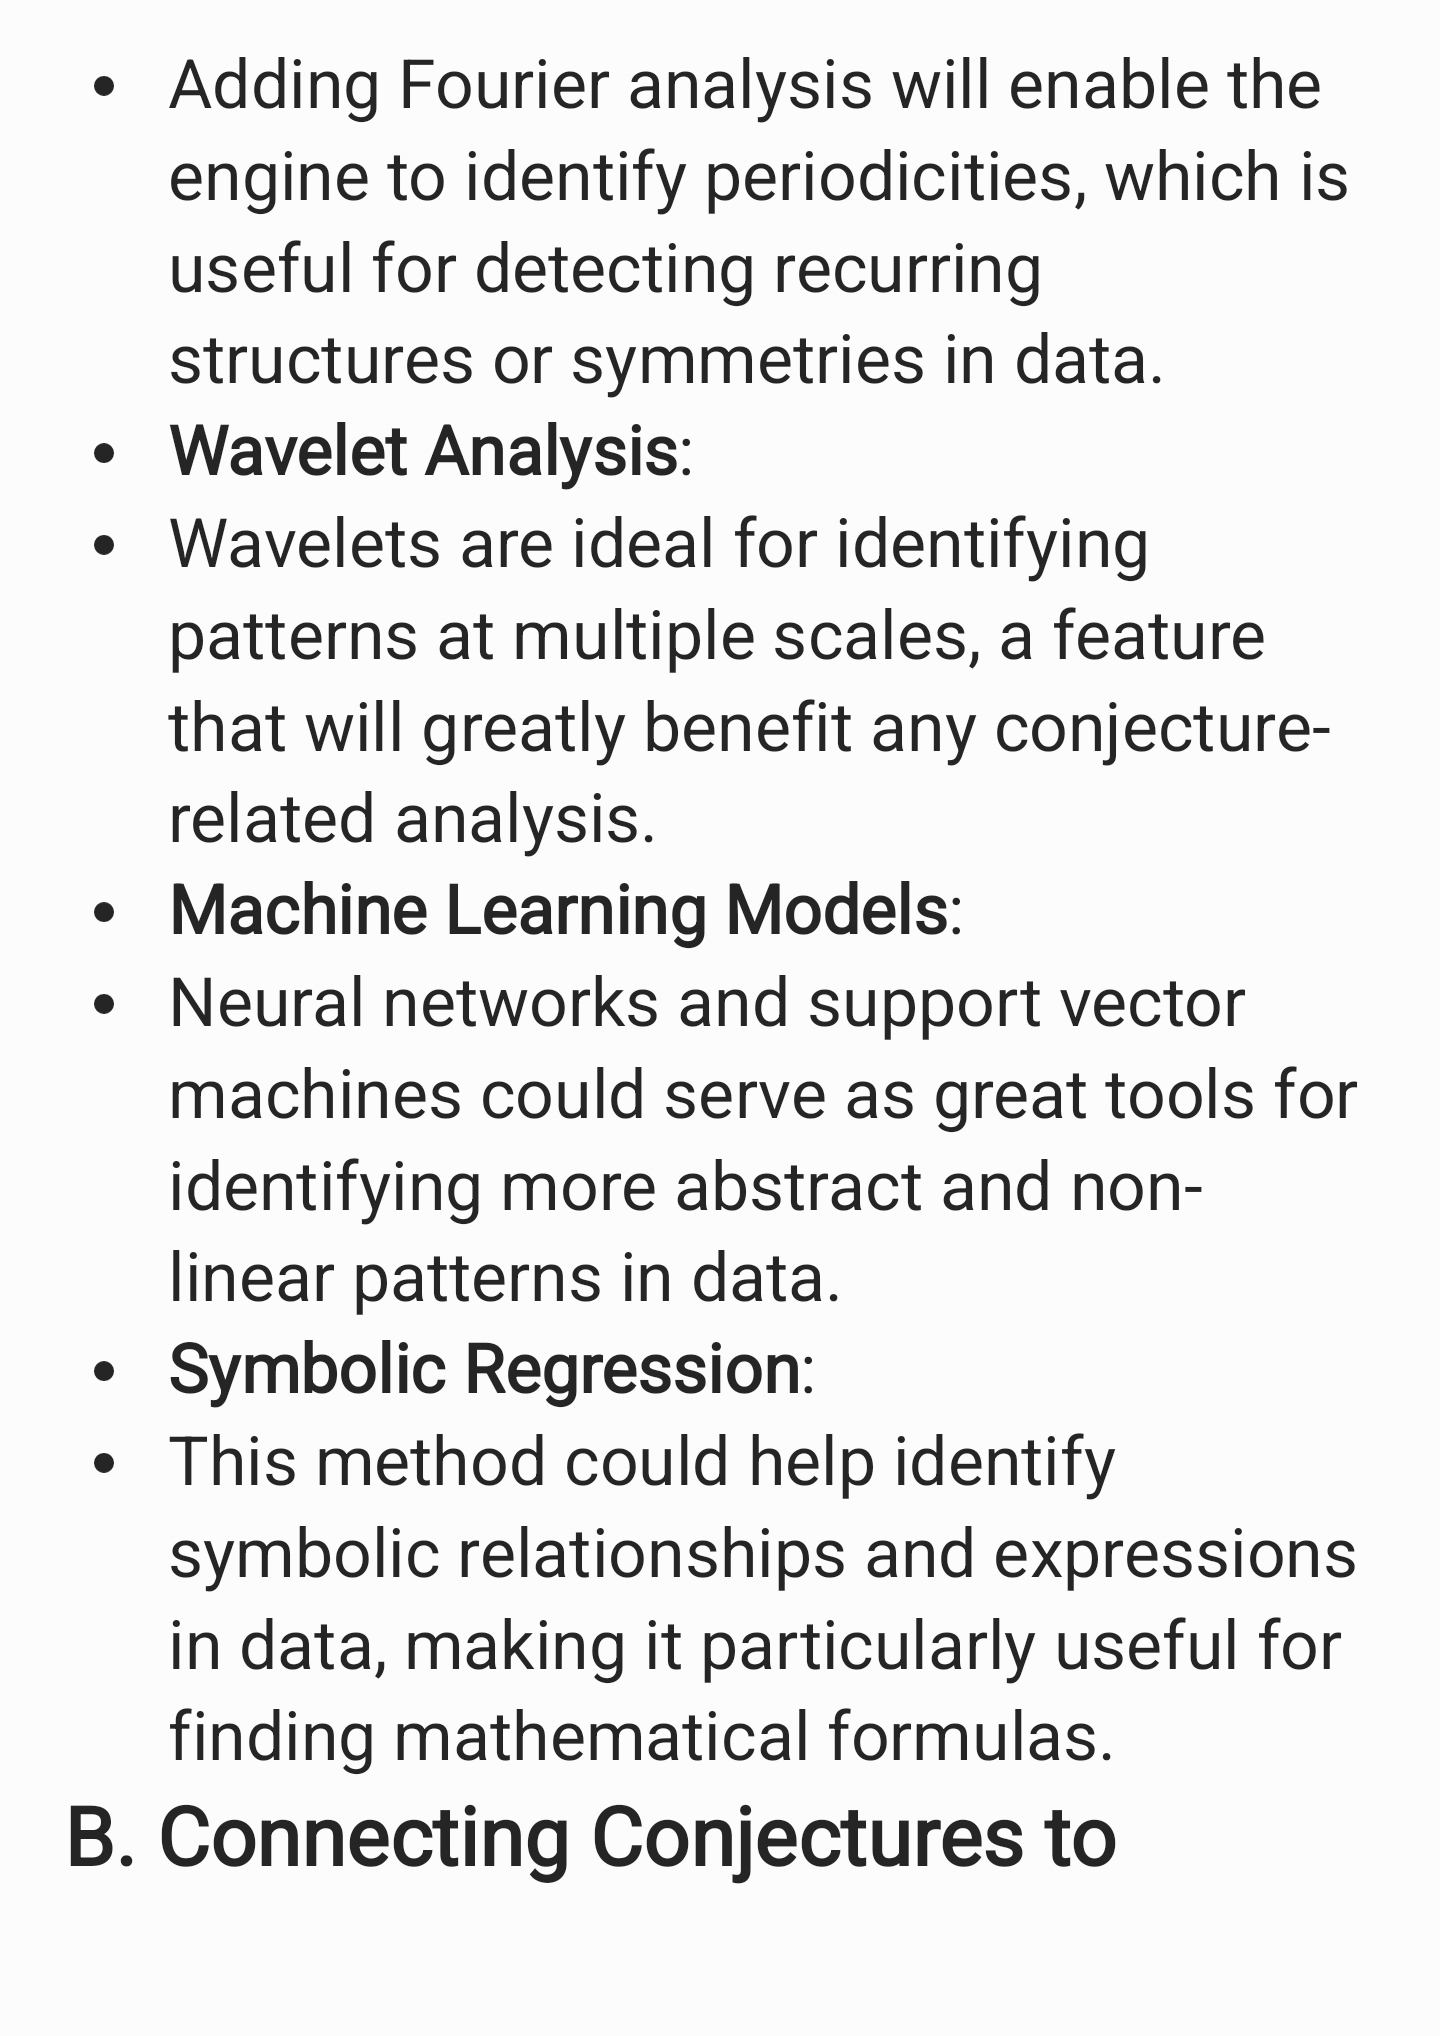 • Adding Fourier analysis will enable the
engine to identify periodicities, which is
useful for detecting recurring
structures or symmetries in data.
• Wavelet Analysis:
• Wavelets are ideal for identifying
patterns at multiple scales, a feature
that will greatly benefit any conjecture-
related analysis.
• Machine Learning Models:
• Neural networks and support vector
machines could serve as great tools for
identifying more abstract and non-
linear patterns in data.
• Symbolic Regression:
• This method could help identify
symbolic relationships and expressions
in data, making it particularly useful for
finding mathematical formulas.
B. Connecting Conjectures to